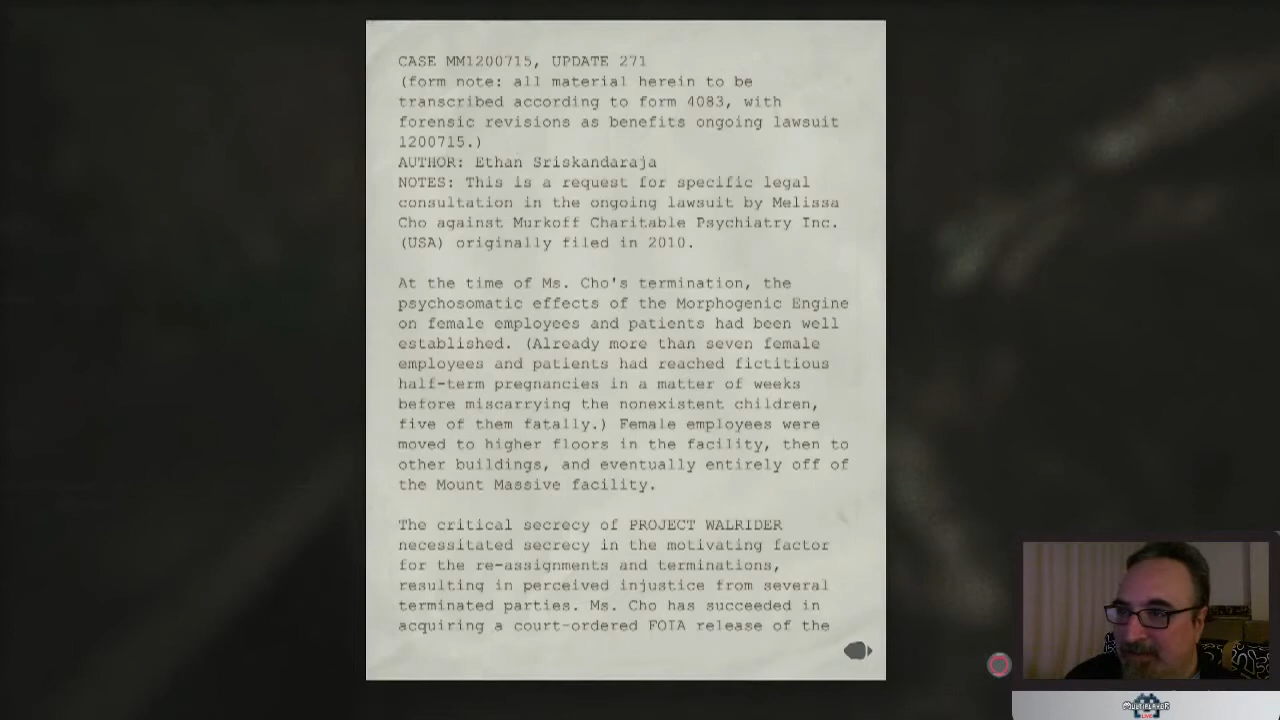 CASE MM1200715, UPDATE 271
(form note: all material herein to be
transcribed according to form 4083, with
forensic revisions as benefits ongoing lawsuit
1200715.)
AUTHOR: Ethan Sriskandaraja
NOTES: This is a request for specific legal
consultation in the ongoing lawsuit by Melissa
Cho against Murkoff Charitable Psychiatry Inc.
(USA) originally filed in 2010.
At the time of Ms. Cho's termination, the
psychosomatic effects of the Morphogenic Engine
on female employees and patients had been well
established. (Already more than seven female
employees and patients had reached fictitious
half-term pregnancies in a matter of weeks
before miscarrying the nonexistent children,
five of them fatally.) Female employees were
moved to higher floors in the facility, then to
other buildings, and eventually entirely off of
the Mount Massive facility.
The critical secrecy of PROJECT WALRIDER
necessitated secrecy in the motivating factor
for the re-assignments and terminations,
resulting in perceived injustice from several
terminated parties. Ms. Cho has succeeded in
acquiring a court-ordered FOIA release of the
MULTIPLAYER
LIVE